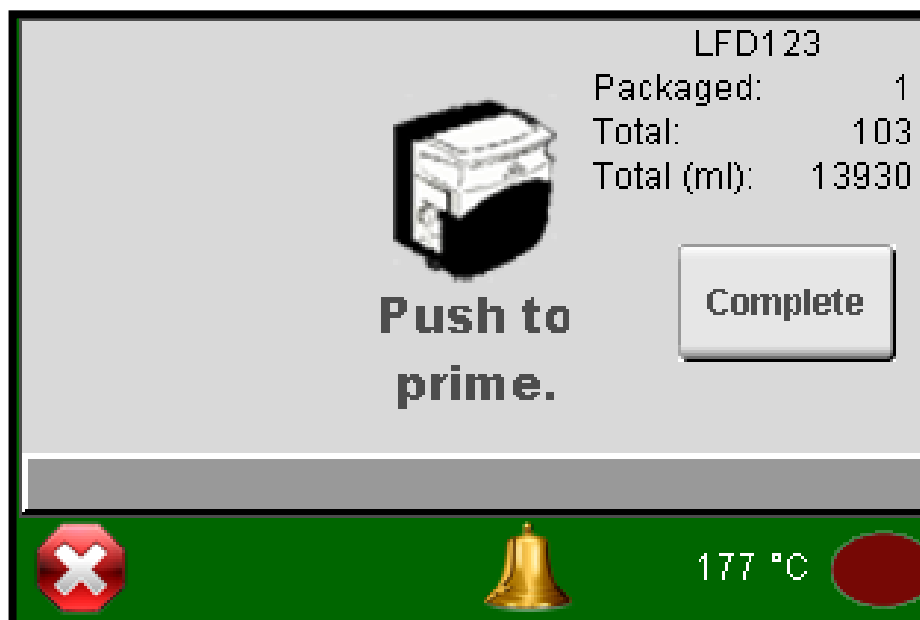 LFD123
Packaged: 1
Total: 103
Total (ml): 13930
Push to
prime.
Complete
177 °C